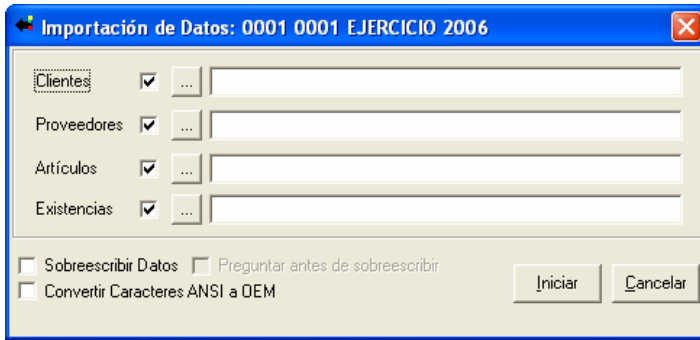 Importación de Datos: 0001 0001 EJERCICIO 2006
Clientes ...
Proveedores ...
Artículos ...
Existencias ...
Sobreescribir Datos Preguntar antes de sobreescribir
Convertir Caracteres ANSI a OEM
Iniciar Cancelar